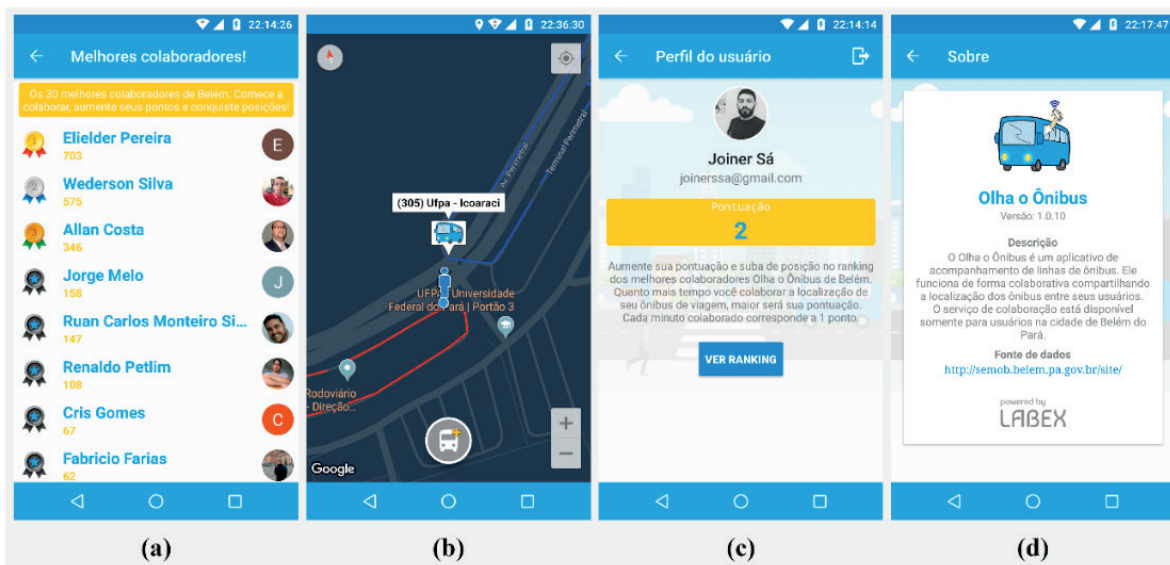 22:14:26
Melhores colaboradores!
Os 30 melhores colaboradores de Belém. Comece a
colaborar, aumente seus pontos e conquiste posições!
1
Elielder Pereira
703
E
2
Wederson Silva
575
3
Allan Costa
346
Jorge Melo
158
J
Ruan Carlos Monteiro Si...
147
Renaldo Petlim
108
Cris Gomes
67
C
Fabricio Farias
62
(a)
22:36:30
Av. Perimetral
Terminal Perimetral
(305) Ufpa - Icoaraci
UFPA | Universidade
Federal do Pará | Portão 3
Rodoviário
- Direção...
+
−
Google
(b)
22:14:14
Perfil do usuário
Joiner Sá
joinerssa@gmail.com
Pontuação
2
Aumente sua pontuação e suba de posição no ranking
dos melhores colaboradores Olha o Ônibus de Belém.
Quanto mais tempo você colaborar a localização de
seu ônibus de viagem, maior será sua pontuação.
Cada minuto colaborado corresponde a 1 ponto.
VER RANKING
(c)
22:17:47
Sobre
Olha o Ônibus
Versão: 1.0.10
Descrição
O Olha o Ônibus é um aplicativo de
acompanhamento de linhas de ônibus. Ele
funciona de forma colaborativa compartilhando
a localização dos ônibus entre seus usuários.
O serviço de colaboração está disponível
somente para usuários na cidade de Belém do
Pará.
Fonte de dados
http://semob.belem.pa.gov.br/site/
powered by
LABEX
(d)